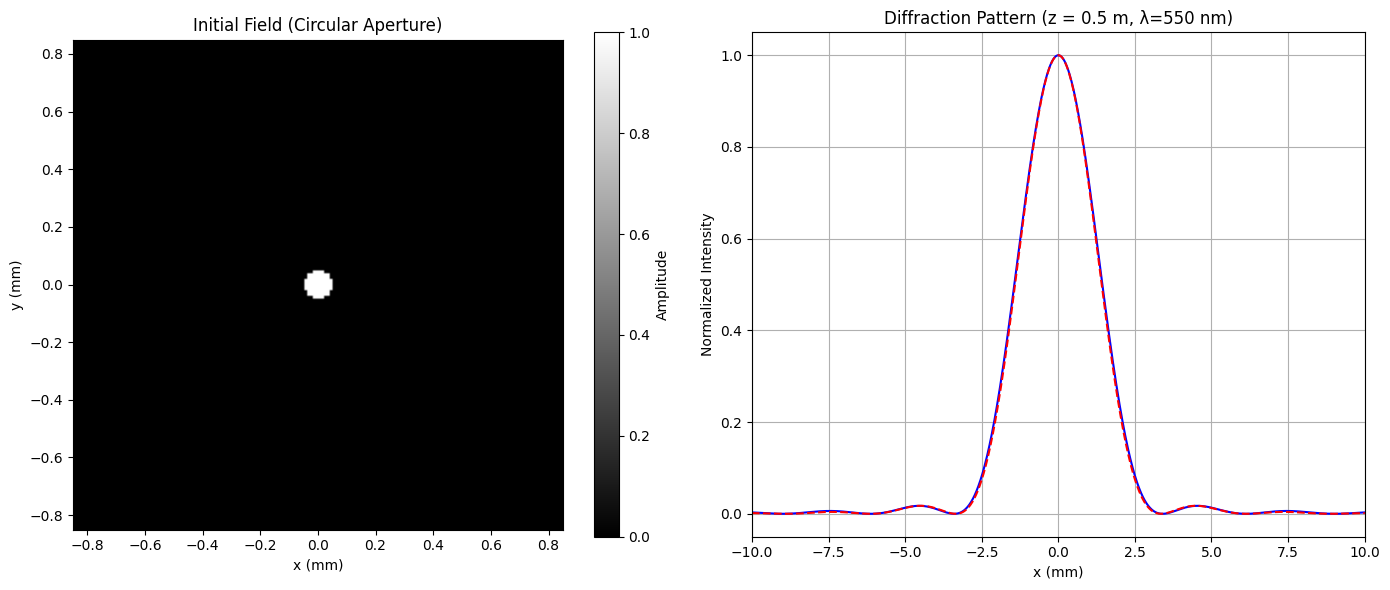 Initial Field (Circular Aperture)
0.8
0.6
0.4
0.2
0.0
−0.2
−0.4
−0.6
−0.8
y (mm)
−0.8 −0.6 −0.4 −0.2 0.0 0.2 0.4 0.6 0.8
x (mm)
1.0
0.8
0.6
0.4
0.2
0.0
Amplitude
Diffraction Pattern (z = 0.5 m, λ=550 nm)
1.0
0.8
0.6
0.4
0.2
0.0
Normalized Intensity
−10.0 −7.5 −5.0 −2.5 0.0 2.5 5.0 7.5 10.0
x (mm)